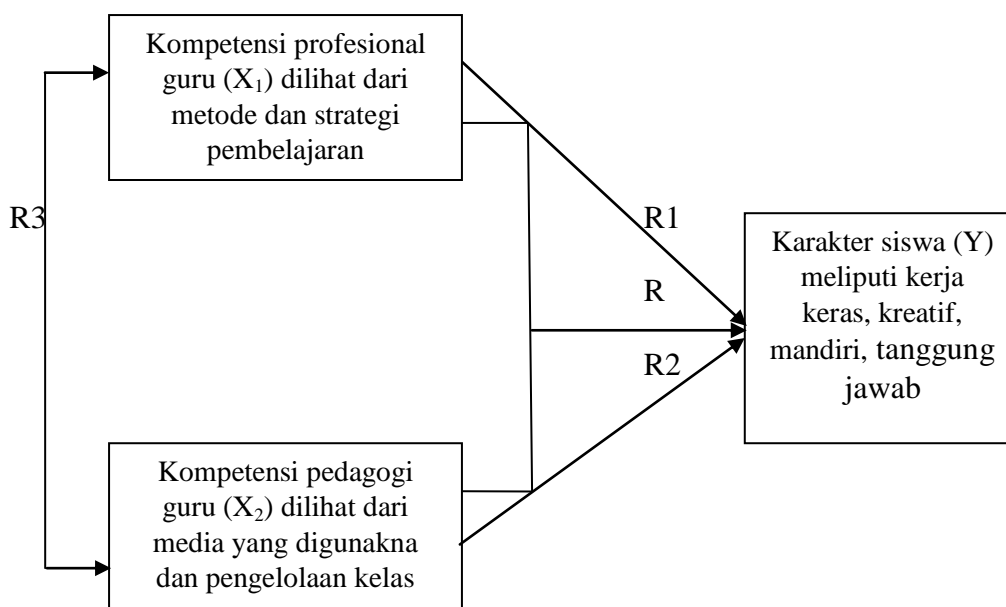 Kompetensi profesional
guru (X₁) dilihat dari
metode dan strategi
pembelajaran
R3
R1
R
R2
Karakter siswa (Y)
meliputi kerja
keras, kreatif,
mandiri, tanggung
jawab
Kompetensi pedagogi
guru (X₂) dilihat dari
media yang digunakna
dan pengelolaan kelas